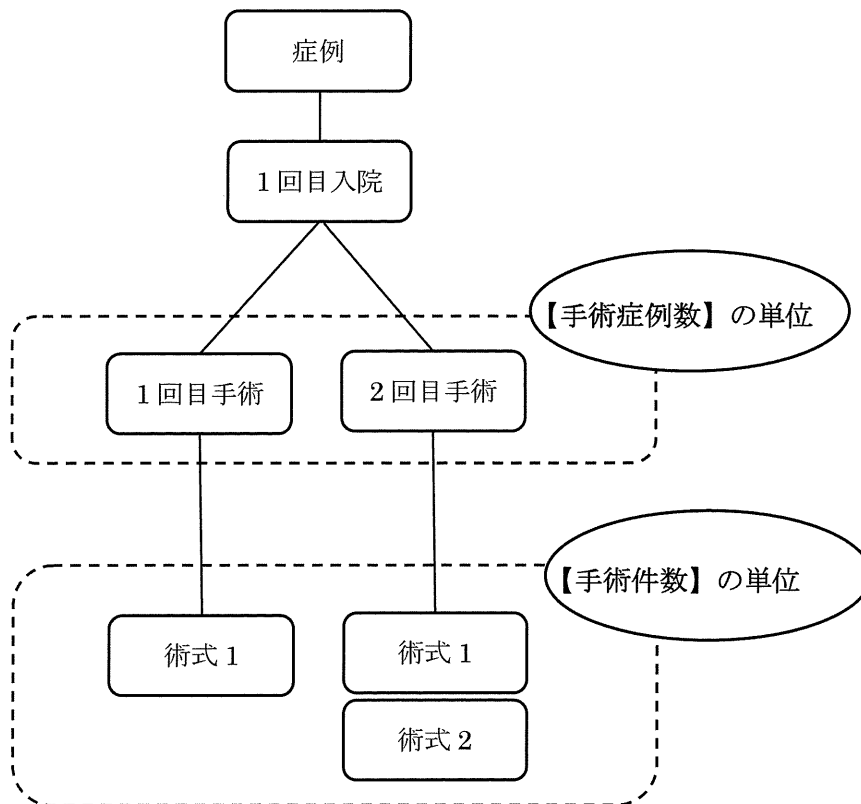 症例
1回目入院
【手術症例数】の単位
1回目手術
2回目手術
【手術件数】の単位
術式1
術式1
術式2